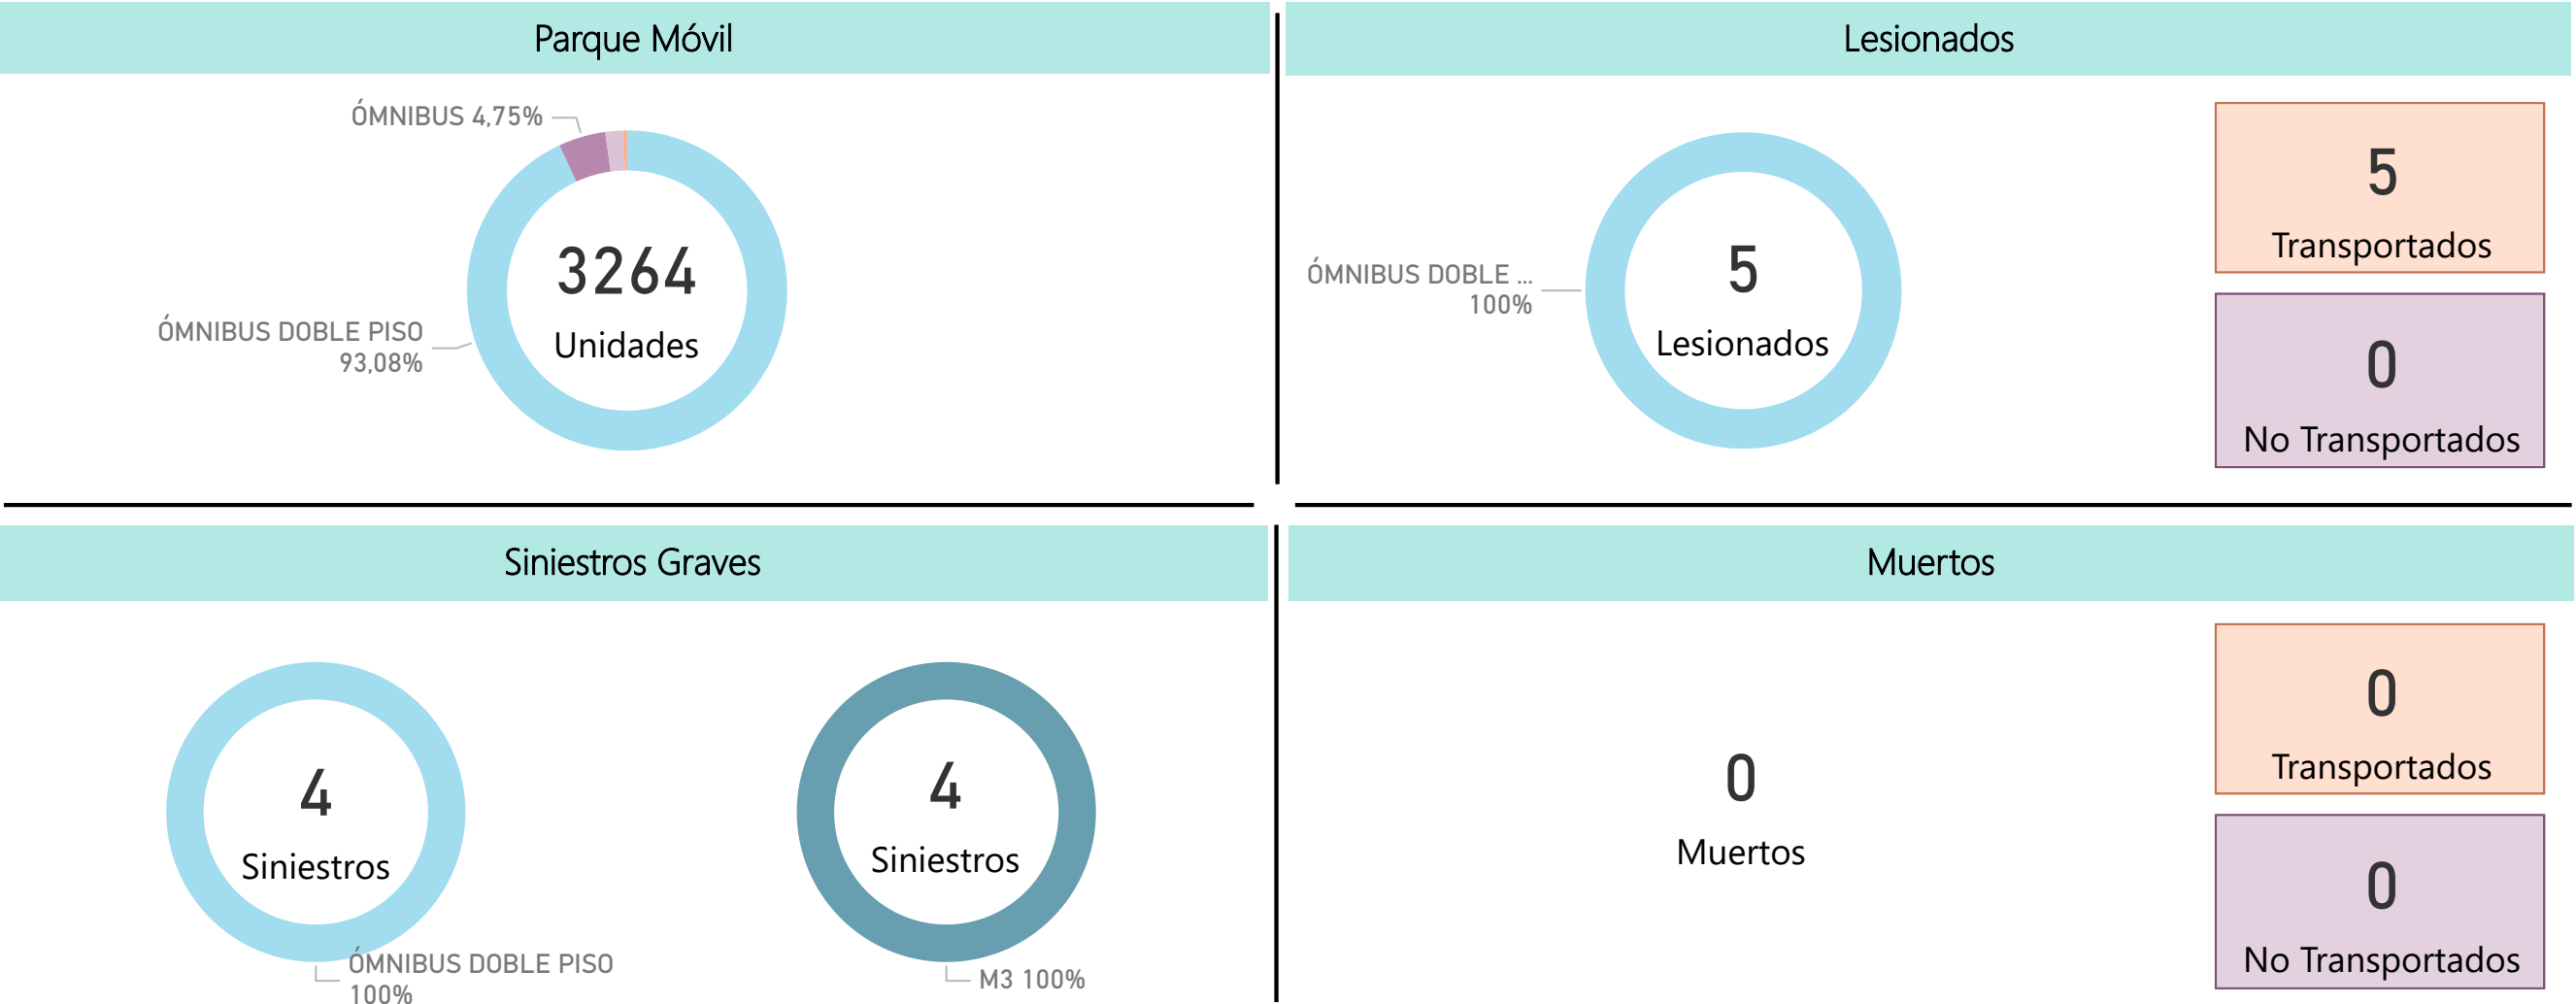 Parque Móvil
ÓMNIBUS 4,75%
3264
Unidades
ÓMNIBUS DOBLE PISO
93,08%
Lesionados
ÓMNIBUS DOBLE ...
100%
5
Lesionados
5
Transportados
0
No Transportados
Siniestros Graves
4
Siniestros
ÓMNIBUS DOBLE PISO
100%
4
Siniestros
M3 100%
Muertos
0
Muertos
0
Transportados
0
No Transportados